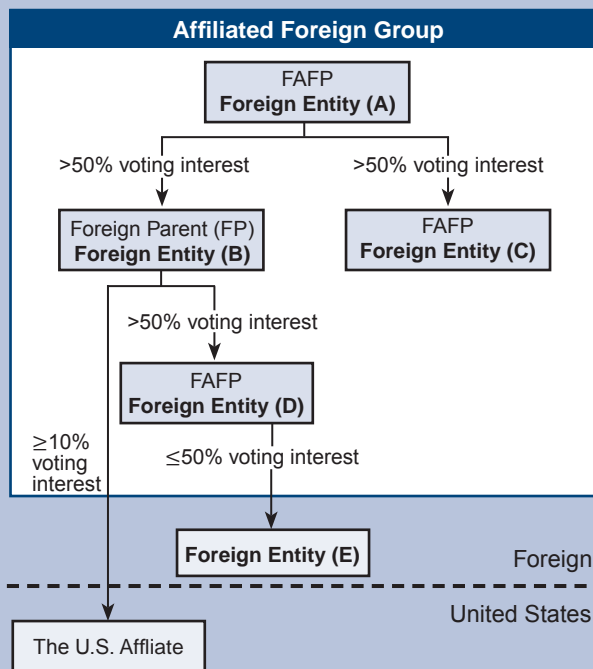 Affiliated Foreign Group
FAFP
Foreign Entity (A)
>50% voting interest
>50% voting interest
Foreign Parent (FP)
Foreign Entity (B)
FAFP
Foreign Entity (C)
>50% voting interest
FAFP
Foreign Entity (D)
≥10%
voting
interest
≤50% voting interest
Foreign Entity (E)
Foreign
United States
The U.S. Affliate